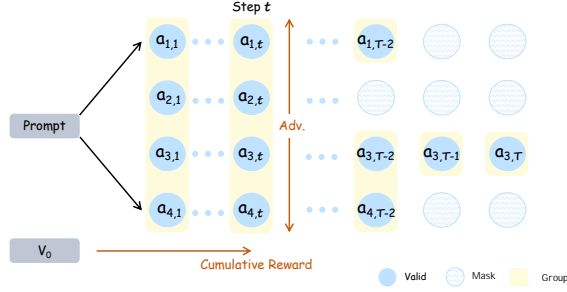 Step t
a1,1 a1,t a1,T-2
a2,1 a2,t
Prompt Adv.
a3,1 a3,t a3,T-2 a3,T-1 a3,T
a4,1 a4,t a4,T-2
V0
Cumulative Reward
Valid Mask Group